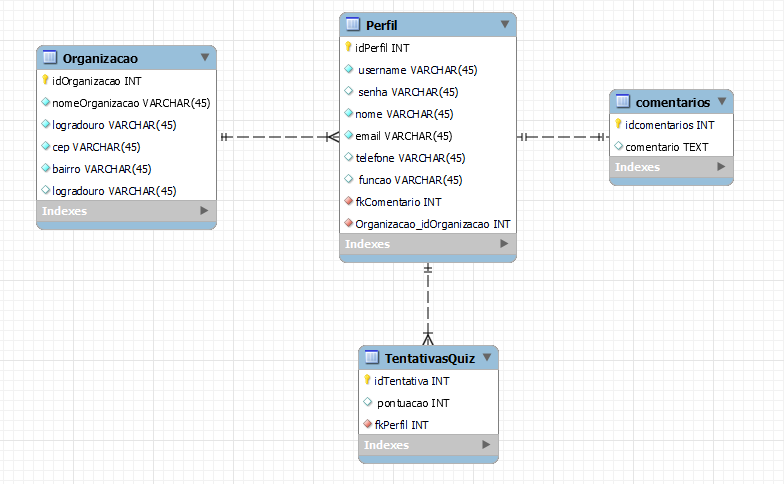 Organizacao
idOrganizacao INT
nomeOrganizacao VARCHAR(45)
logradouro VARCHAR(45)
cep VARCHAR(45)
bairro VARCHAR(45)
logradouro VARCHAR(45)
Indexes
Perfil
idPerfil INT
username VARCHAR(45)
senha VARCHAR(45)
nome VARCHAR(45)
email VARCHAR(45)
telefone VARCHAR(45)
funcao VARCHAR(45)
fkComentario INT
Organizacao_idOrganizacao INT
Indexes
comentarios
idcomentarios INT
comentario TEXT
Indexes
TentativasQuiz
idTentativa INT
pontuacao INT
fkPerfil INT
Indexes